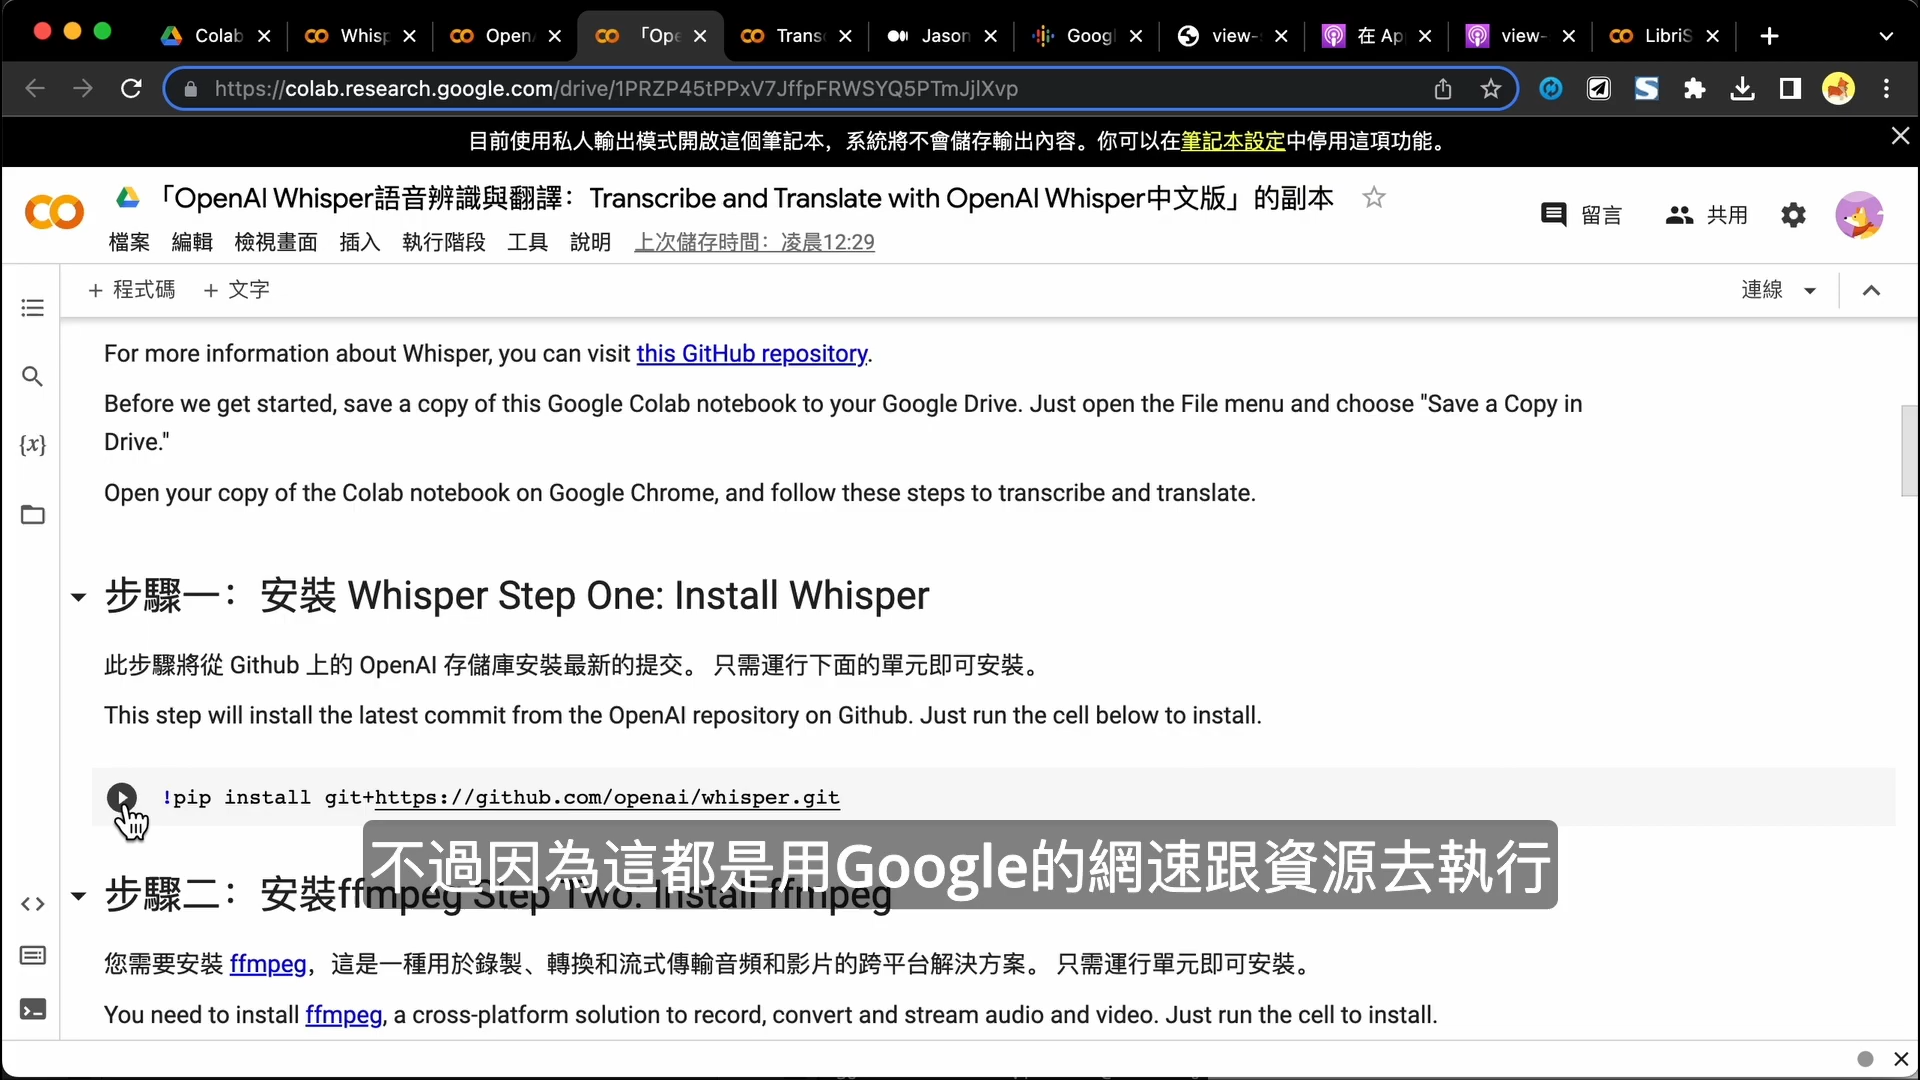 Colab
Whisp
OpenA
「Ope
Trans
Jason
Googl
view-s
在 Ap
view-
LibriS
https://colab.research.google.com/drive/1PRZP45tPPxV7JffpFRWSYQ5PTmJjlXvp
目前使用私人輸出模式開啟這個筆記本，系統將不會儲存輸出內容。你可以在筆記本設定中停用這項功能。
「OpenAI Whisper語音辨識與翻譯：Transcribe and Translate with OpenAI Whisper中文版」的副本
留言
共用
檔案 編輯 檢視畫面 插入 執行階段 工具 說明 上次儲存時間：凌晨12:29
+ 程式碼 + 文字
連線
For more information about Whisper, you can visit this GitHub repository.
Before we get started, save a copy of this Google Colab notebook to your Google Drive. Just open the File menu and choose "Save a Copy in
Drive."
Open your copy of the Colab notebook on Google Chrome, and follow these steps to transcribe and translate.
步驟一：安裝 Whisper Step One: Install Whisper
此步驟將從 Github 上的 OpenAI 存儲庫安裝最新的提交。 只需運行下面的單元即可安裝。
This step will install the latest commit from the OpenAI repository on Github. Just run the cell below to install.
!pip install git+https://github.com/openai/whisper.git
不過因為這都是用Google的網速跟資源去執行
步驟二：安裝ffmpeg Step Two: Install ffmpeg
您需要安裝 ffmpeg，這是一種用於錄製、轉換和流式傳輸音頻和影片的跨平台解決方案。 只需運行單元即可安裝。
You need to install ffmpeg, a cross-platform solution to record, convert and stream audio and video. Just run the cell to install.